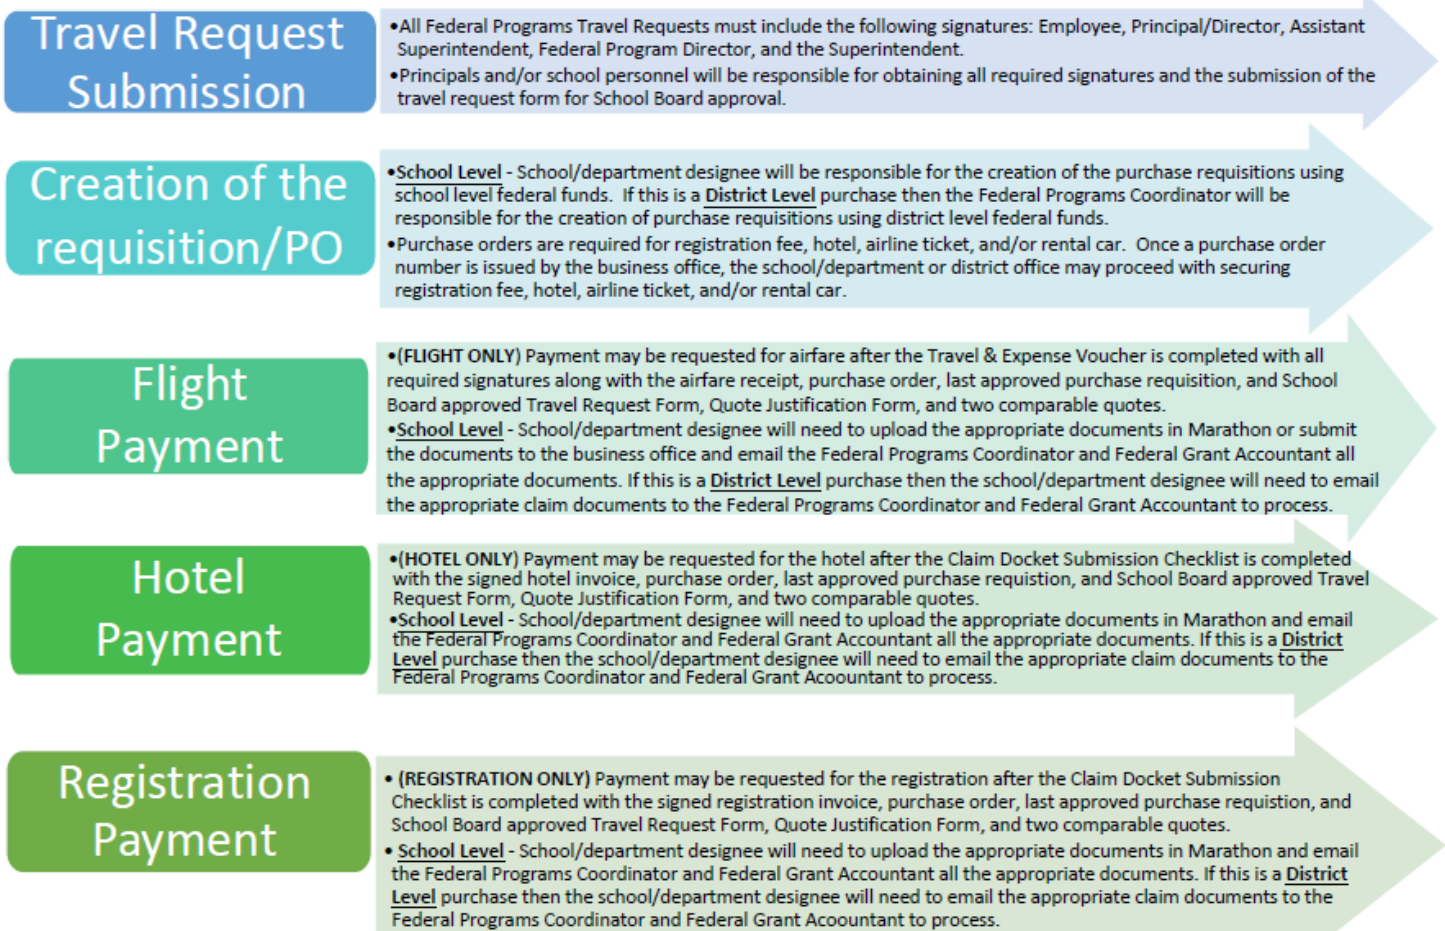 Travel Request
Submission
•All Federal Programs Travel Requests must include the following signatures: Employee, Principal/Director, Assistant
Superintendent, Federal Program Director, and the Superintendent.
•Principals and/or school personnel will be responsible for obtaining all required signatures and the submission of the
travel request form for School Board approval.
Creation of the
requisition/PO
•School Level - School/department designee will be responsible for the creation of the purchase requisitions using
school level federal funds. If this is a District Level purchase then the Federal Programs Coordinator will be
responsible for the creation of purchase requisitions using district level federal funds.
•Purchase orders are required for registration fee, hotel, airline ticket, and/or rental car. Once a purchase order
number is issued by the business office, the school/department or district office may proceed with securing
registration fee, hotel, airline ticket, and/or rental car.
Flight
Payment
•(FLIGHT ONLY) Payment may be requested for airfare after the Travel & Expense Voucher is completed with all
required signatures along with the airfare receipt, purchase order, last approved purchase requisition, and School
Board approved Travel Request Form, Quote Justification Form, and two comparable quotes.
•School Level - School/department designee will need to upload the appropriate documents in Marathon or submit
the documents to the business office and email the Federal Programs Coordinator and Federal Grant Accountant all
the appropriate documents. If this is a District Level purchase then the school/department designee will need to email
the appropriate claim documents to the Federal Programs Coordinator and Federal Grant Accountant to process.
Hotel
Payment
•(HOTEL ONLY) Payment may be requested for the hotel after the Claim Docket Submission Checklist is completed
with the signed hotel invoice, purchase order, last approved purchase requistion, and School Board approved Travel
Request Form, Quote Justification Form, and two comparable quotes.
•School Level - School/department designee will need to upload the appropriate documents in Marathon and email
the Federal Programs Coordinator and Federal Grant Accountant all the appropriate documents. If this is a District
Level purchase then the school/department designee will need to email the appropriate claim documents to the
Federal Programs Coordinator and Federal Grant Acoountant to process.
Registration
Payment
• (REGISTRATION ONLY) Payment may be requested for the registration after the Claim Docket Submission
Checklist is completed with the signed registration invoice, purchase order, last approved purchase requistion, and
School Board approved Travel Request Form, Quote Justification Form, and two comparable quotes.
• School Level - School/department designee will need to upload the appropriate documents in Marathon and email
the Federal Programs Coordinator and Federal Grant Accountant all the appropriate documents. If this is a District
Level purchase then the school/department designee will need to email the appropriate claim documents to the
Federal Programs Coordinator and Federal Grant Acoountant to process.